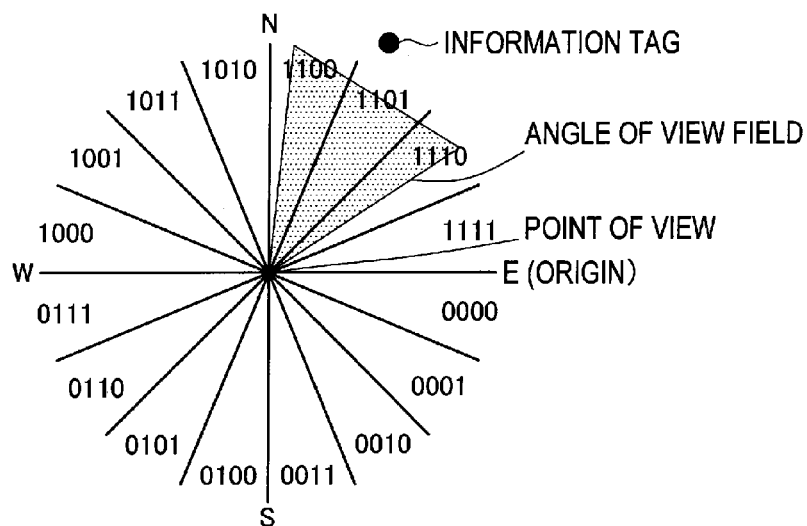 N
INFORMATION TAG
1010 1100
1011 1101
ANGLE OF VIEW FIELD
1001 1110
1000 1111 POINT OF VIEW
W E (ORIGIN)
0111 0000
0110 0001
0101 0010
0100 0011
S